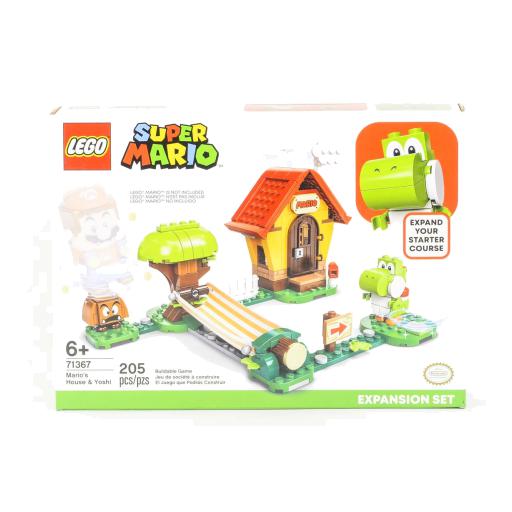 LEGO
SUPER
MARIO
LEGO® MARIO™ IS NOT INCLUDED
LEGO® MARIO™ N'EST PAS INCLUS
LEGO® MARIO™ NO INCLUIDO
MARIO
EXPAND
YOUR
STARTER
COURSE
6+
71367
Mario's
House & Yoshi
205
pcs/pzs
Buildable Game
Jeu de société à construire
El Juego que Podrás Construir
Nintendo
EXPANSION SET